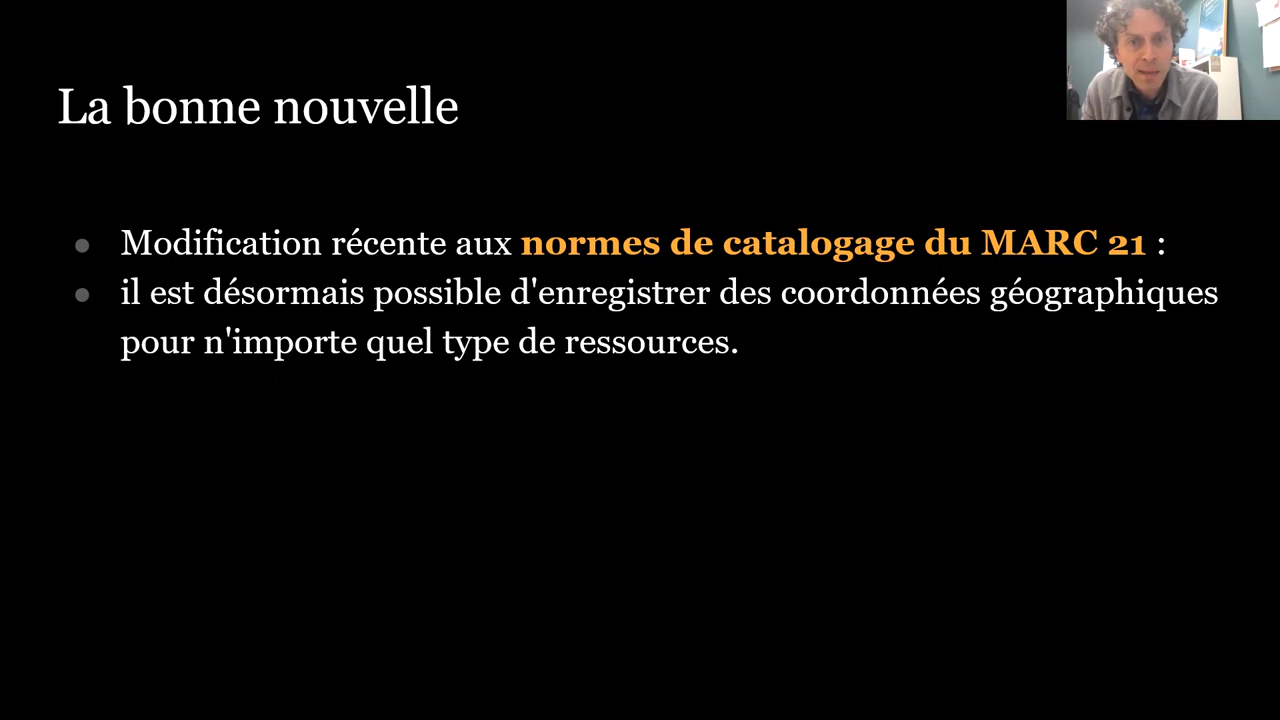 La bonne nouvelle
● Modification récente aux normes de catalogage du MARC 21 :
● il est désormais possible d'enregistrer des coordonnées géographiques
pour n'importe quel type de ressources.